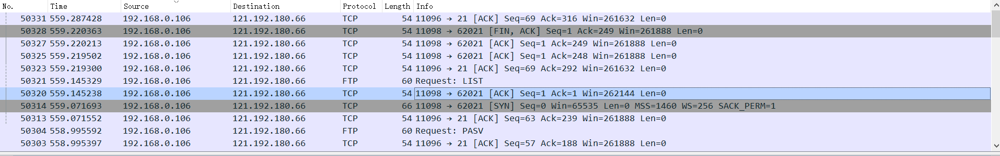 No. Time Source Destination Protocol Length Info
50331 559.287428 192.168.0.106 121.192.180.66 TCP 54 11096 → 21 [ACK] Seq=69 Ack=316 Win=261632 Len=0
50328 559.220363 192.168.0.106 121.192.180.66 TCP 54 11098 → 62021 [FIN, ACK] Seq=1 Ack=249 Win=261888 Len=0
50327 559.220213 192.168.0.106 121.192.180.66 TCP 54 11098 → 62021 [ACK] Seq=1 Ack=249 Win=261888 Len=0
50325 559.219502 192.168.0.106 121.192.180.66 TCP 54 11098 → 62021 [ACK] Seq=1 Ack=248 Win=261888 Len=0
50323 559.219300 192.168.0.106 121.192.180.66 TCP 54 11096 → 21 [ACK] Seq=69 Ack=292 Win=261632 Len=0
50321 559.145329 192.168.0.106 121.192.180.66 FTP 60 Request: LIST
50320 559.145238 192.168.0.106 121.192.180.66 TCP 54 11098 → 62021 [ACK] Seq=1 Ack=1 Win=262144 Len=0
50314 559.071693 192.168.0.106 121.192.180.66 TCP 66 11098 → 62021 [SYN] Seq=0 Win=65535 Len=0 MSS=1460 WS=256 SACK_PERM=1
50313 559.071552 192.168.0.106 121.192.180.66 TCP 54 11096 → 21 [ACK] Seq=63 Ack=239 Win=261888 Len=0
50304 558.995592 192.168.0.106 121.192.180.66 FTP 60 Request: PASV
50303 558.995397 192.168.0.106 121.192.180.66 TCP 54 11096 → 21 [ACK] Seq=57 Ack=188 Win=261888 Len=0